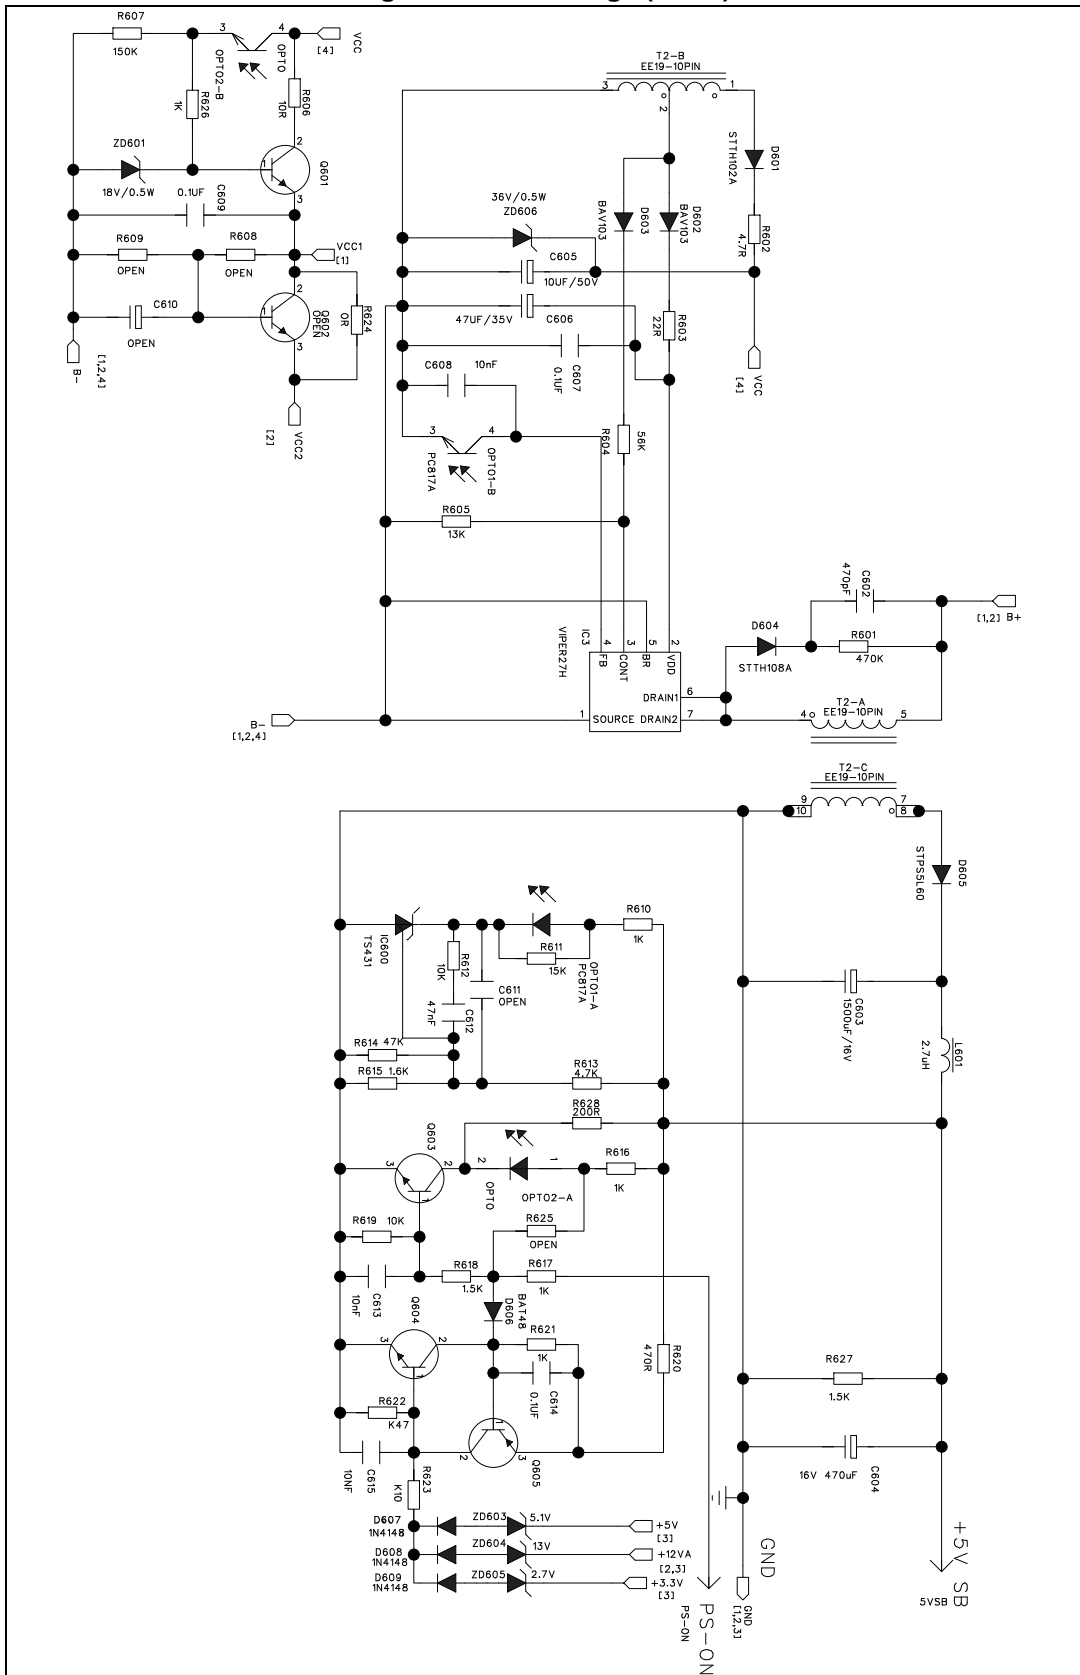 R607
150K
3
4
OPTO
OPTO2-B
VCC
[4]
R626
1K
R606
10R
ZD601
18V/0.5W
2
1
3
Q601
0.1UF
C609
R609
OPEN
R608
OPEN
VCC1
[1]
C610
OPEN
2
1
3
Q602
OPEN
R624
0R
B-
[1,2,4]
VCC2
[2]
T2-B
EE19-10PIN
3
2
1
D601
STTH102A
36V/0.5W
ZD606
D603
BAV103
D602
BAV103
R602
4.7R
C605
10UF/50V
47UF/35V
C606
R603
22R
C607
0.1UF
VCC
[4]
C608
10nF
3
4
OPTO1-B
PC817A
R604
56K
R605
13K
IC3
VIPER27H
4
FB
3
CONT
5
BR
2
VDD
DRAIN1
6
1
SOURCE
DRAIN2
7
B-
[1,2,4]
C602
470pF
D604
STTH108A
R601
470K
[1,2] B+
T2-A
EE19-10PIN
4
5
T2-C
EE19-10PIN
9
10
7
8
D605
STPS5L60
IC600
TS431
R610
1K
R611
15K
OPTO1-A
PC817A
R612
10K
C611
OPEN
C612
47nF
C603
1500uF/16V
L601
2.7uH
R614 47K
R615 1.6K
R613
4.7K
R628
200R
Q603
3
2
1
2
1
OPTO
OPTO2-A
R616
1K
R619 10K
R625
OPEN
R618
1.5K
R617
1K
C613
10nF
Q604
3
2
1
D606
BAT48
R621
1K
C614
0.1UF
R620
470R
R622
K47
1
2
3
Q605
C615
10NF
R623
K10
R627
1.5K
16V 470uF
C604
D607
1N4148
ZD603
5.1V
+5V
[3]
D608
1N4148
ZD604
13V
+12VA
[2,3]
D609
1N4148
ZD605
2.7V
+3.3V
[3]
PS-ON
PS-ON
GND
GND
[1,2,3]
+5V SB
5VSB